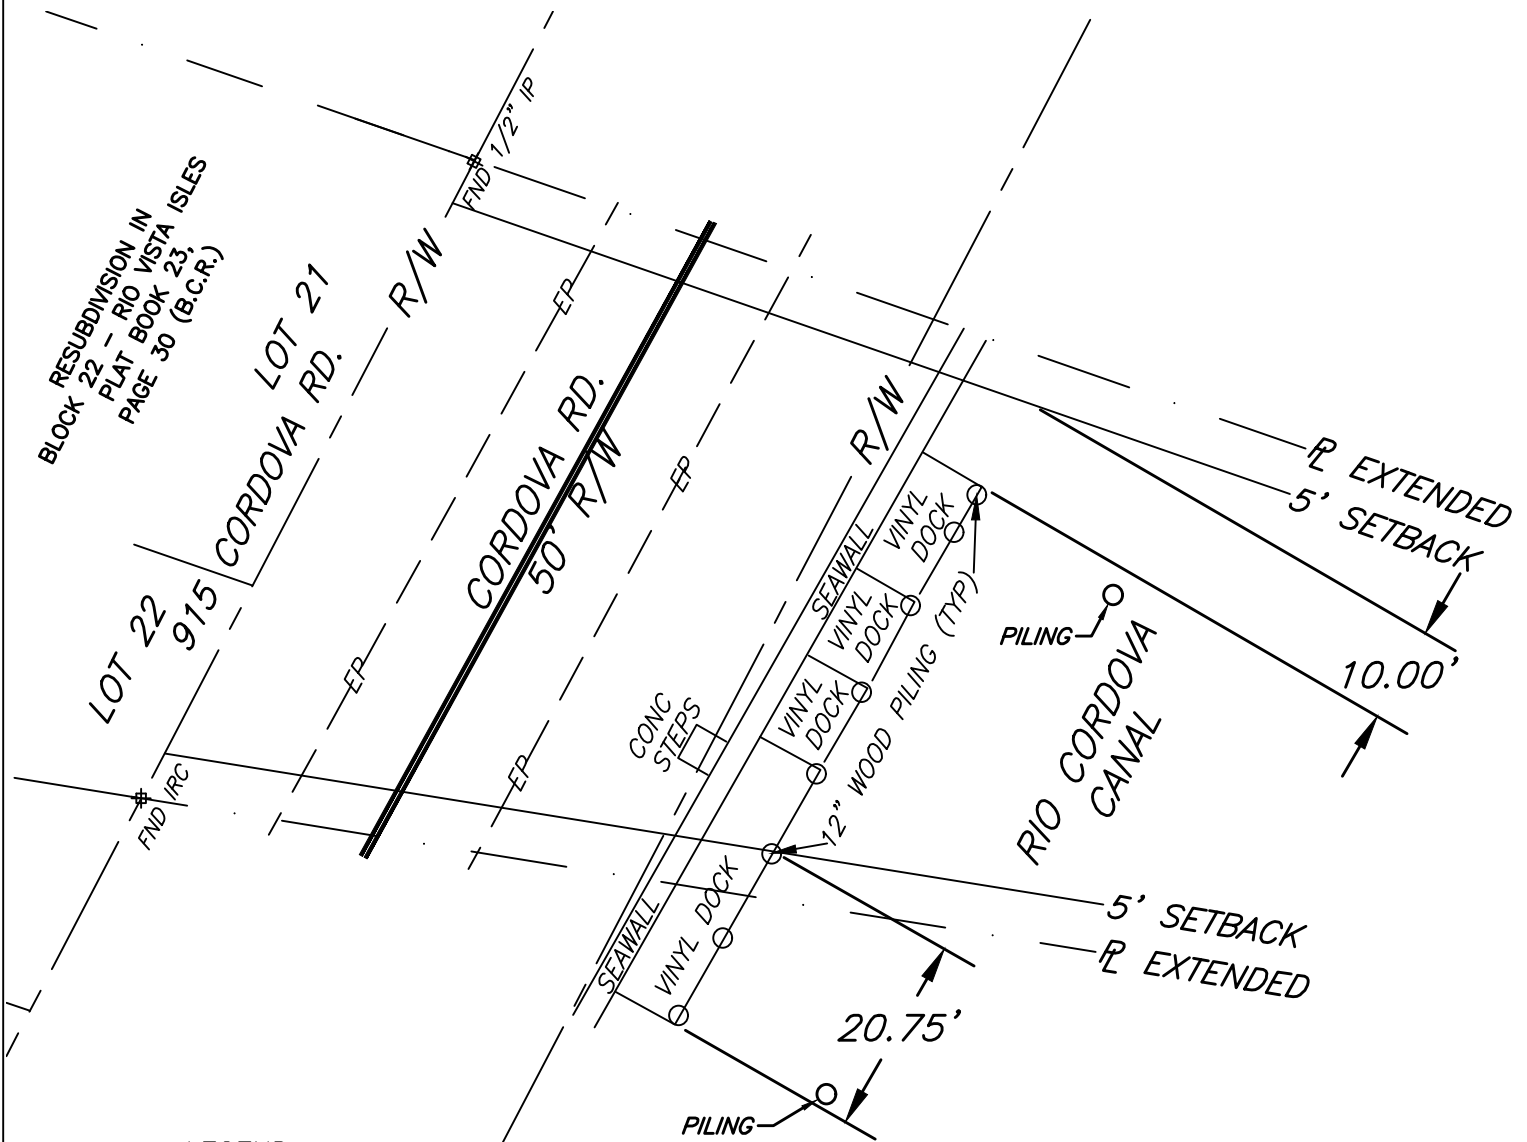 RESUBDIVISION IN
BLOCK 22 - RIO VISTA ISLES
PLAT BOOK 23,
PAGE 30 (B.C.R.)
FND 1/2" IP
LOT 21
R/W
LOT 22
915 CORDOVA RD.
FND IRC
EP
EP
CORDOVA RD.
50' R/W
EP
EP
R/W
CONC
STEPS
SEAWALL
SEAWALL
VINYL
DOCK
VINYL
DOCK
VINYL
DOCK
VINYL DOCK
12" WOOD PILING (TYP)
PILING
RIO CORDOVA
CANAL
PL EXTENDED
5' SETBACK
10.00'
5' SETBACK
PL EXTENDED
20.75'
PILING